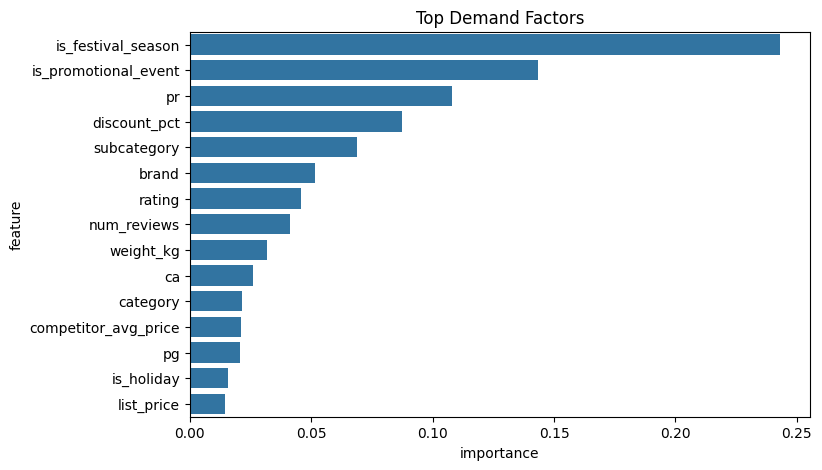 Top Demand Factors
is_festival_season
is_promotional_event
pr
discount_pct
subcategory
brand
rating
num_reviews
weight_kg
ca
category
competitor_avg_price
pg
is_holiday
list_price
feature
0.00 0.05 0.10 0.15 0.20 0.25
importance